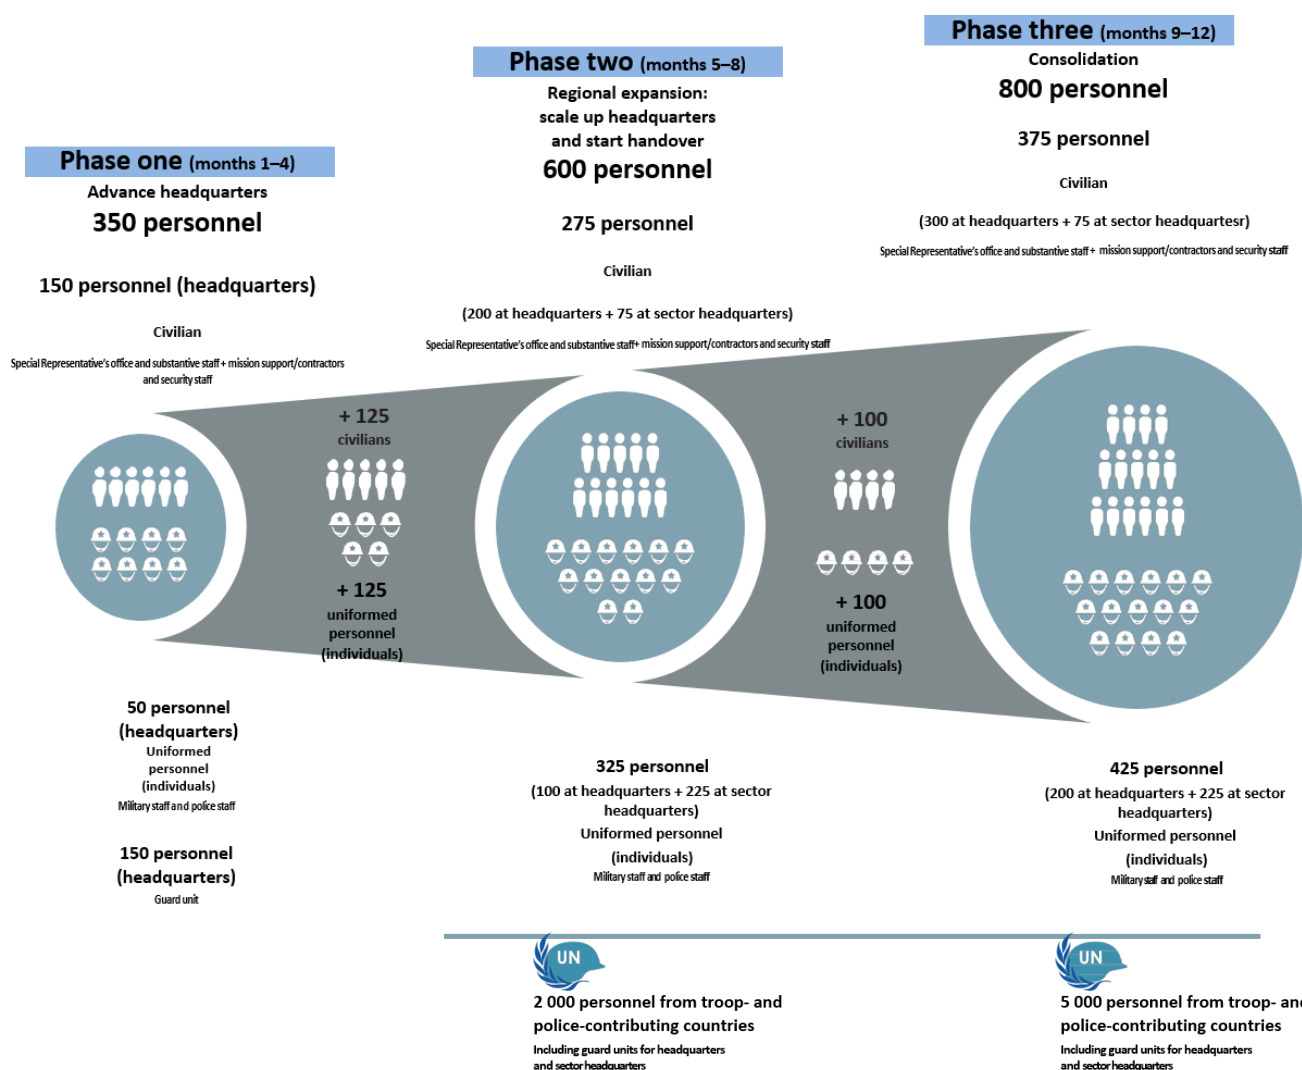 Phase one (months 1–4)
Advance headquarters
350 personnel
150 personnel (headquarters)
Civilian
Special Representative's office and substantive staff + mission support/contractors
and security staff
Phase two (months 5–8)
Regional expansion:
scale up headquarters
and start handover
600 personnel
275 personnel
Civilian
(200 at headquarters + 75 at sector headquarters)
Special Representative's office and substantive staff+ mission support/contractors and security staff
Phase three (months 9–12)
Consolidation
800 personnel
375 personnel
Civilian
(300 at headquarters + 75 at sector headquartesr)
Special Representative's office and substantive staff + mission support/contractors and security staff
+ 125
civilians
+ 125
uniformed
personnel
(individuals)
+ 100
civilians
+ 100
uniformed
personnel
(individuals)
50 personnel
(headquarters)
Uniformed
personnel
(individuals)
Military staff and police staff
150 personnel
(headquarters)
Guard unit
325 personnel
(100 at headquarters + 225 at sector
headquarters)
Uniformed personnel
(individuals)
Military staff and police staff
425 personnel
(200 at headquarters + 225 at sector
headquarters)
Uniformed personnel
(individuals)
Military staff and police staff
UN
2 000 personnel from troop- and
police-contributing countries
Including guard units for headquarters
and sector headquarters
UN
5 000 personnel from troop- and
police-contributing countries
Including guard units for headquarters
and sector headquarters